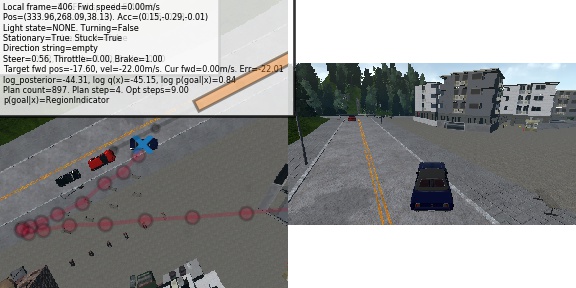 Local frame=406. Fwd speed=0.00m/s
Pos=(333.96,268.09,38.13). Acc=(0.15,-0.29,-0.01)
Light state=NONE. Turning=False
Stationary=True. Stuck=True
Direction string=empty
Steer=0.56, Throttle=0.00, Brake=1.00
Target fwd pos=-17.60, vel=-22.00m/s. Cur fwd=0.00m/s. Err=-22.01
log_posterior=-44.31, log q(x)=-45.15, log p(goal|x)=0.84
Plan count=897. Plan step=4. Opt steps=9.00
p(goal|x)=RegionIndicator